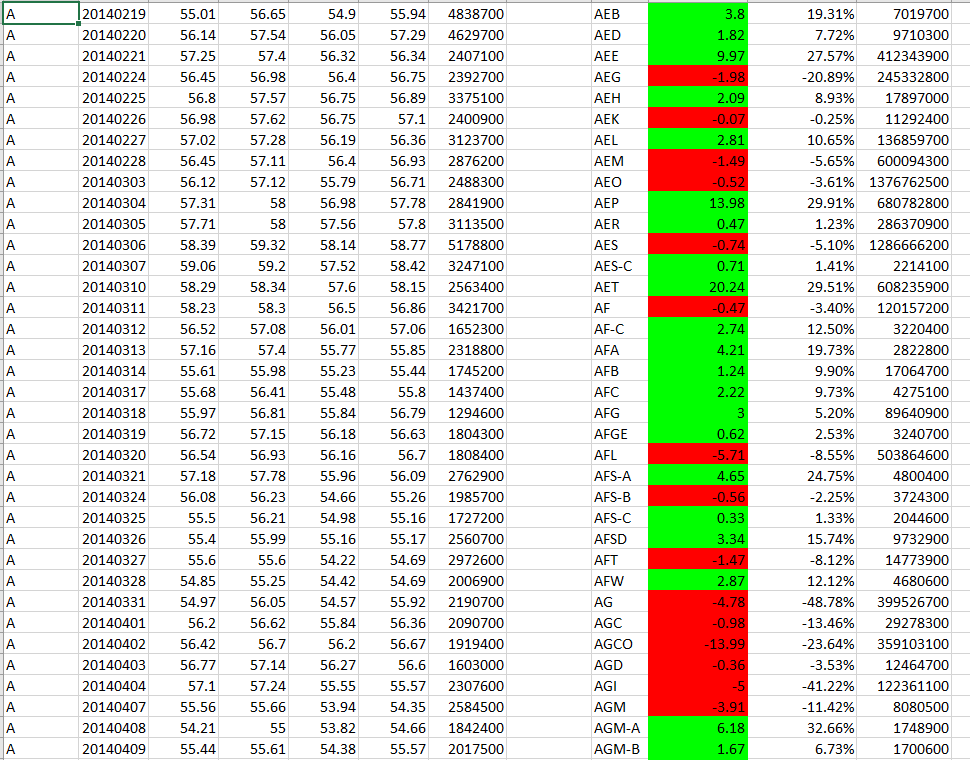 A 20140219 55.01 56.65 54.9 55.94 4838700 AEB 3.8 19.31% 7019700
A 20140220 56.14 57.54 56.05 57.29 4629700 AED 1.82 7.72% 9710300
A 20140221 57.25 57.4 56.32 56.34 2407100 AEE 9.97 27.57% 412343900
A 20140224 56.45 56.98 56.4 56.75 2392700 AEG -1.98 -20.89% 245332800
A 20140225 56.8 57.57 56.75 56.89 3375100 AEH 2.09 8.93% 17897000
A 20140226 56.98 57.62 56.75 57.1 2400900 AEK -0.07 -0.25% 11292400
A 20140227 57.02 57.28 56.19 56.36 3123700 AEL 2.81 10.65% 136859700
A 20140228 56.45 57.11 56.4 56.93 2876200 AEM -1.49 -5.65% 600094300
A 20140303 56.12 57.12 55.79 56.71 2488300 AEO -0.52 -3.61% 1376762500
A 20140304 57.31 58 56.98 57.78 2841900 AEP 13.98 29.91% 680782800
A 20140305 57.71 58 57.56 57.8 3113500 AER 0.47 1.23% 286370900
A 20140306 58.39 59.32 58.14 58.77 5178800 AES -0.74 -5.10% 1286666200
A 20140307 59.06 59.2 57.52 58.42 3247100 AES-C 0.71 1.41% 2214100
A 20140310 58.29 58.34 57.6 58.15 2563400 AET 20.24 29.51% 608235900
A 20140311 58.23 58.3 56.5 56.86 3421700 AF -0.47 -3.40% 120157200
A 20140312 56.52 57.08 56.01 57.06 1652300 AF-C 2.74 12.50% 3220400
A 20140313 57.16 57.4 55.77 55.85 2318800 AFA 4.21 19.73% 2822800
A 20140314 55.61 55.98 55.23 55.44 1745200 AFB 1.24 9.90% 17064700
A 20140317 55.68 56.41 55.48 55.8 1437400 AFC 2.22 9.73% 4275100
A 20140318 55.97 56.81 55.84 56.79 1294600 AFG 3 5.20% 89640900
A 20140319 56.72 57.15 56.18 56.63 1804300 AFGE 0.62 2.53% 3240700
A 20140320 56.54 56.93 56.16 56.7 1808400 AFL -5.71 -8.55% 503864600
A 20140321 57.18 57.78 55.96 56.09 2762900 AFS-A 4.65 24.75% 4800400
A 20140324 56.08 56.23 54.66 55.26 1985700 AFS-B -0.56 -2.25% 3724300
A 20140325 55.5 56.21 54.98 55.16 1727200 AFS-C 0.33 1.33% 2044600
A 20140326 55.4 55.99 55.16 55.17 2560700 AFSD 3.34 15.74% 9732900
A 20140327 55.6 55.6 54.22 54.69 2972600 AFT -1.47 -8.12% 14773900
A 20140328 54.85 55.25 54.42 54.69 2006900 AFW 2.87 12.12% 4680600
A 20140331 54.97 56.05 54.57 55.92 2190700 AG -4.78 -48.78% 399526700
A 20140401 56.2 56.62 55.84 56.36 2090700 AGC -0.98 -13.46% 29278300
A 20140402 56.42 56.7 56.2 56.67 1919400 AGCO -13.99 -23.64% 359103100
A 20140403 56.77 57.14 56.27 56.6 1603000 AGD -0.36 -3.53% 12464700
A 20140404 57.1 57.24 55.55 55.57 2307600 AGI -5 -41.22% 122361100
A 20140407 55.56 55.66 53.94 54.35 2584500 AGM -3.91 -11.42% 8080500
A 20140408 54.21 55 53.82 54.66 1842400 AGM-A 6.18 32.66% 1748900
A 20140409 55.44 55.61 54.38 55.57 2017500 AGM-B 1.67 6.73% 1700600